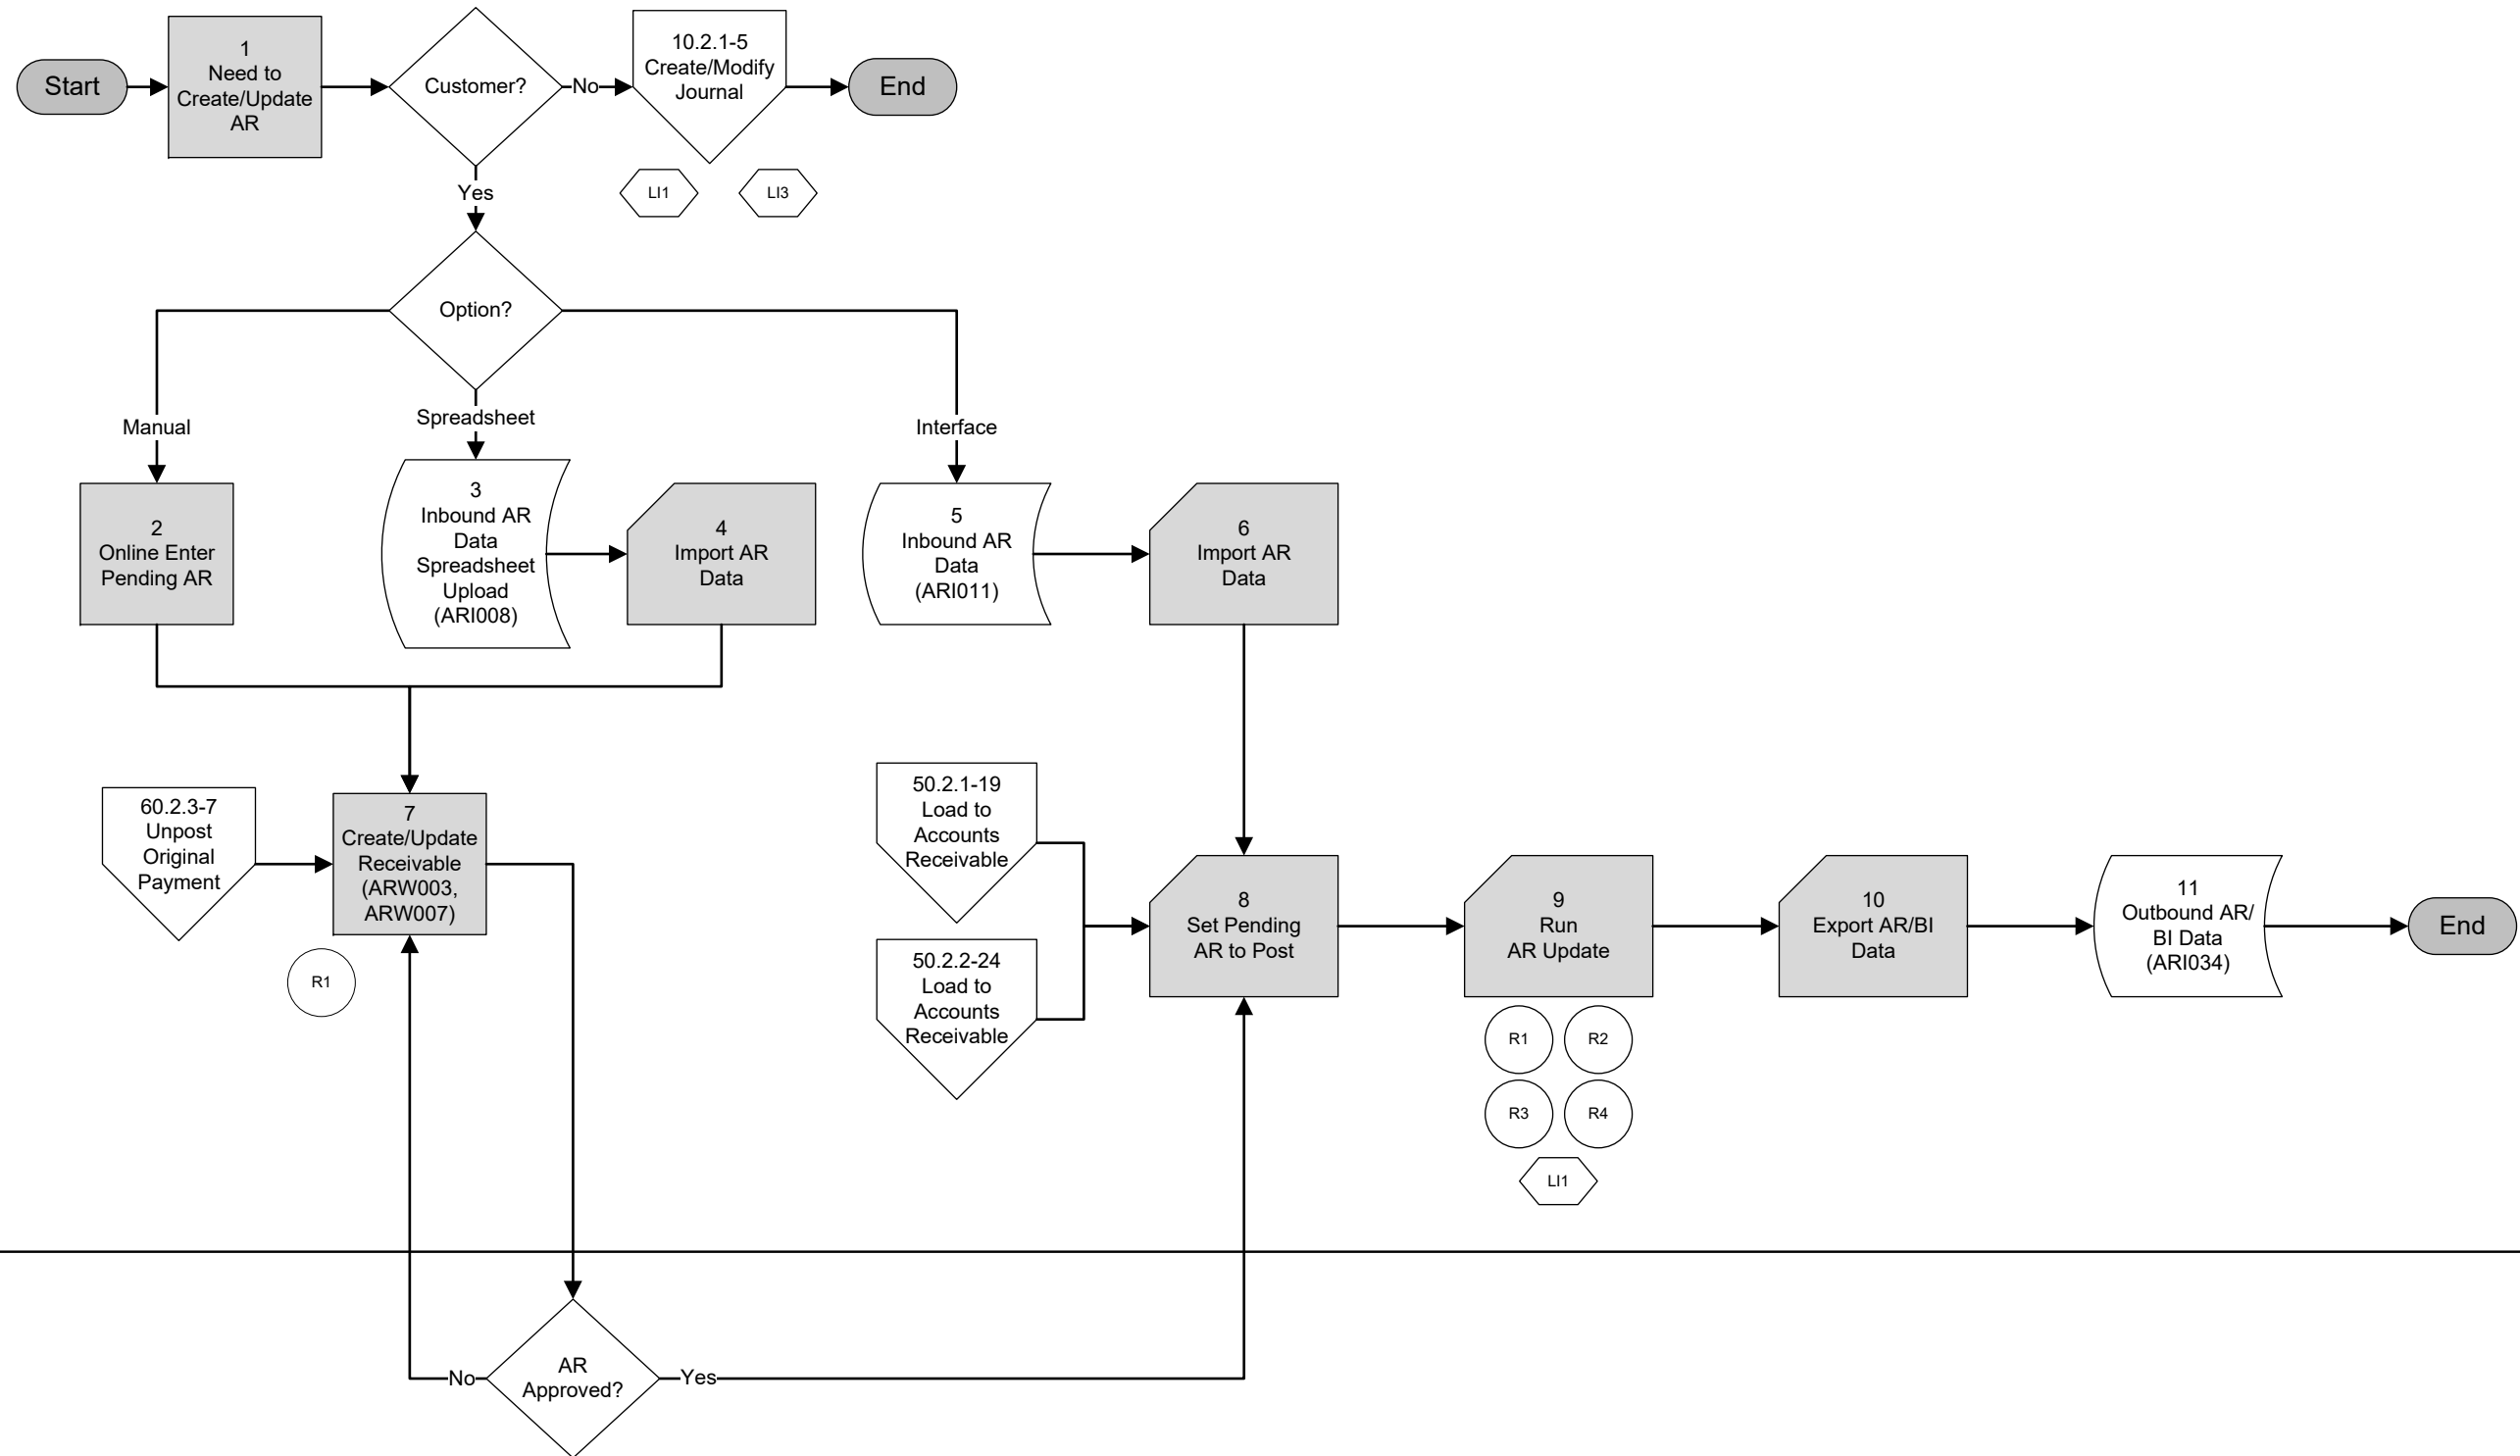 Start
1
Need to
Create/Update
AR
Customer?
No
10.2.1-5
Create/Modify
Journal
End
Yes
LI1
LI3
Option?
Manual
Spreadsheet
Interface
2
Online Enter
Pending AR
3
Inbound AR
Data
Spreadsheet
Upload
(ARI008)
4
Import AR
Data
5
Inbound AR
Data
(ARI011)
6
Import AR
Data
60.2.3-7
Unpost
Original
Payment
7
Create/Update
Receivable
(ARW003,
ARW007)
R1
50.2.1-19
Load to
Accounts
Receivable
50.2.2-24
Load to
Accounts
Receivable
8
Set Pending
AR to Post
9
Run
AR Update
10
Export AR/BI
Data
11
Outbound AR/
BI Data
(ARI034)
End
R1
R2
R3
R4
LI1
No
AR
Approved?
Yes